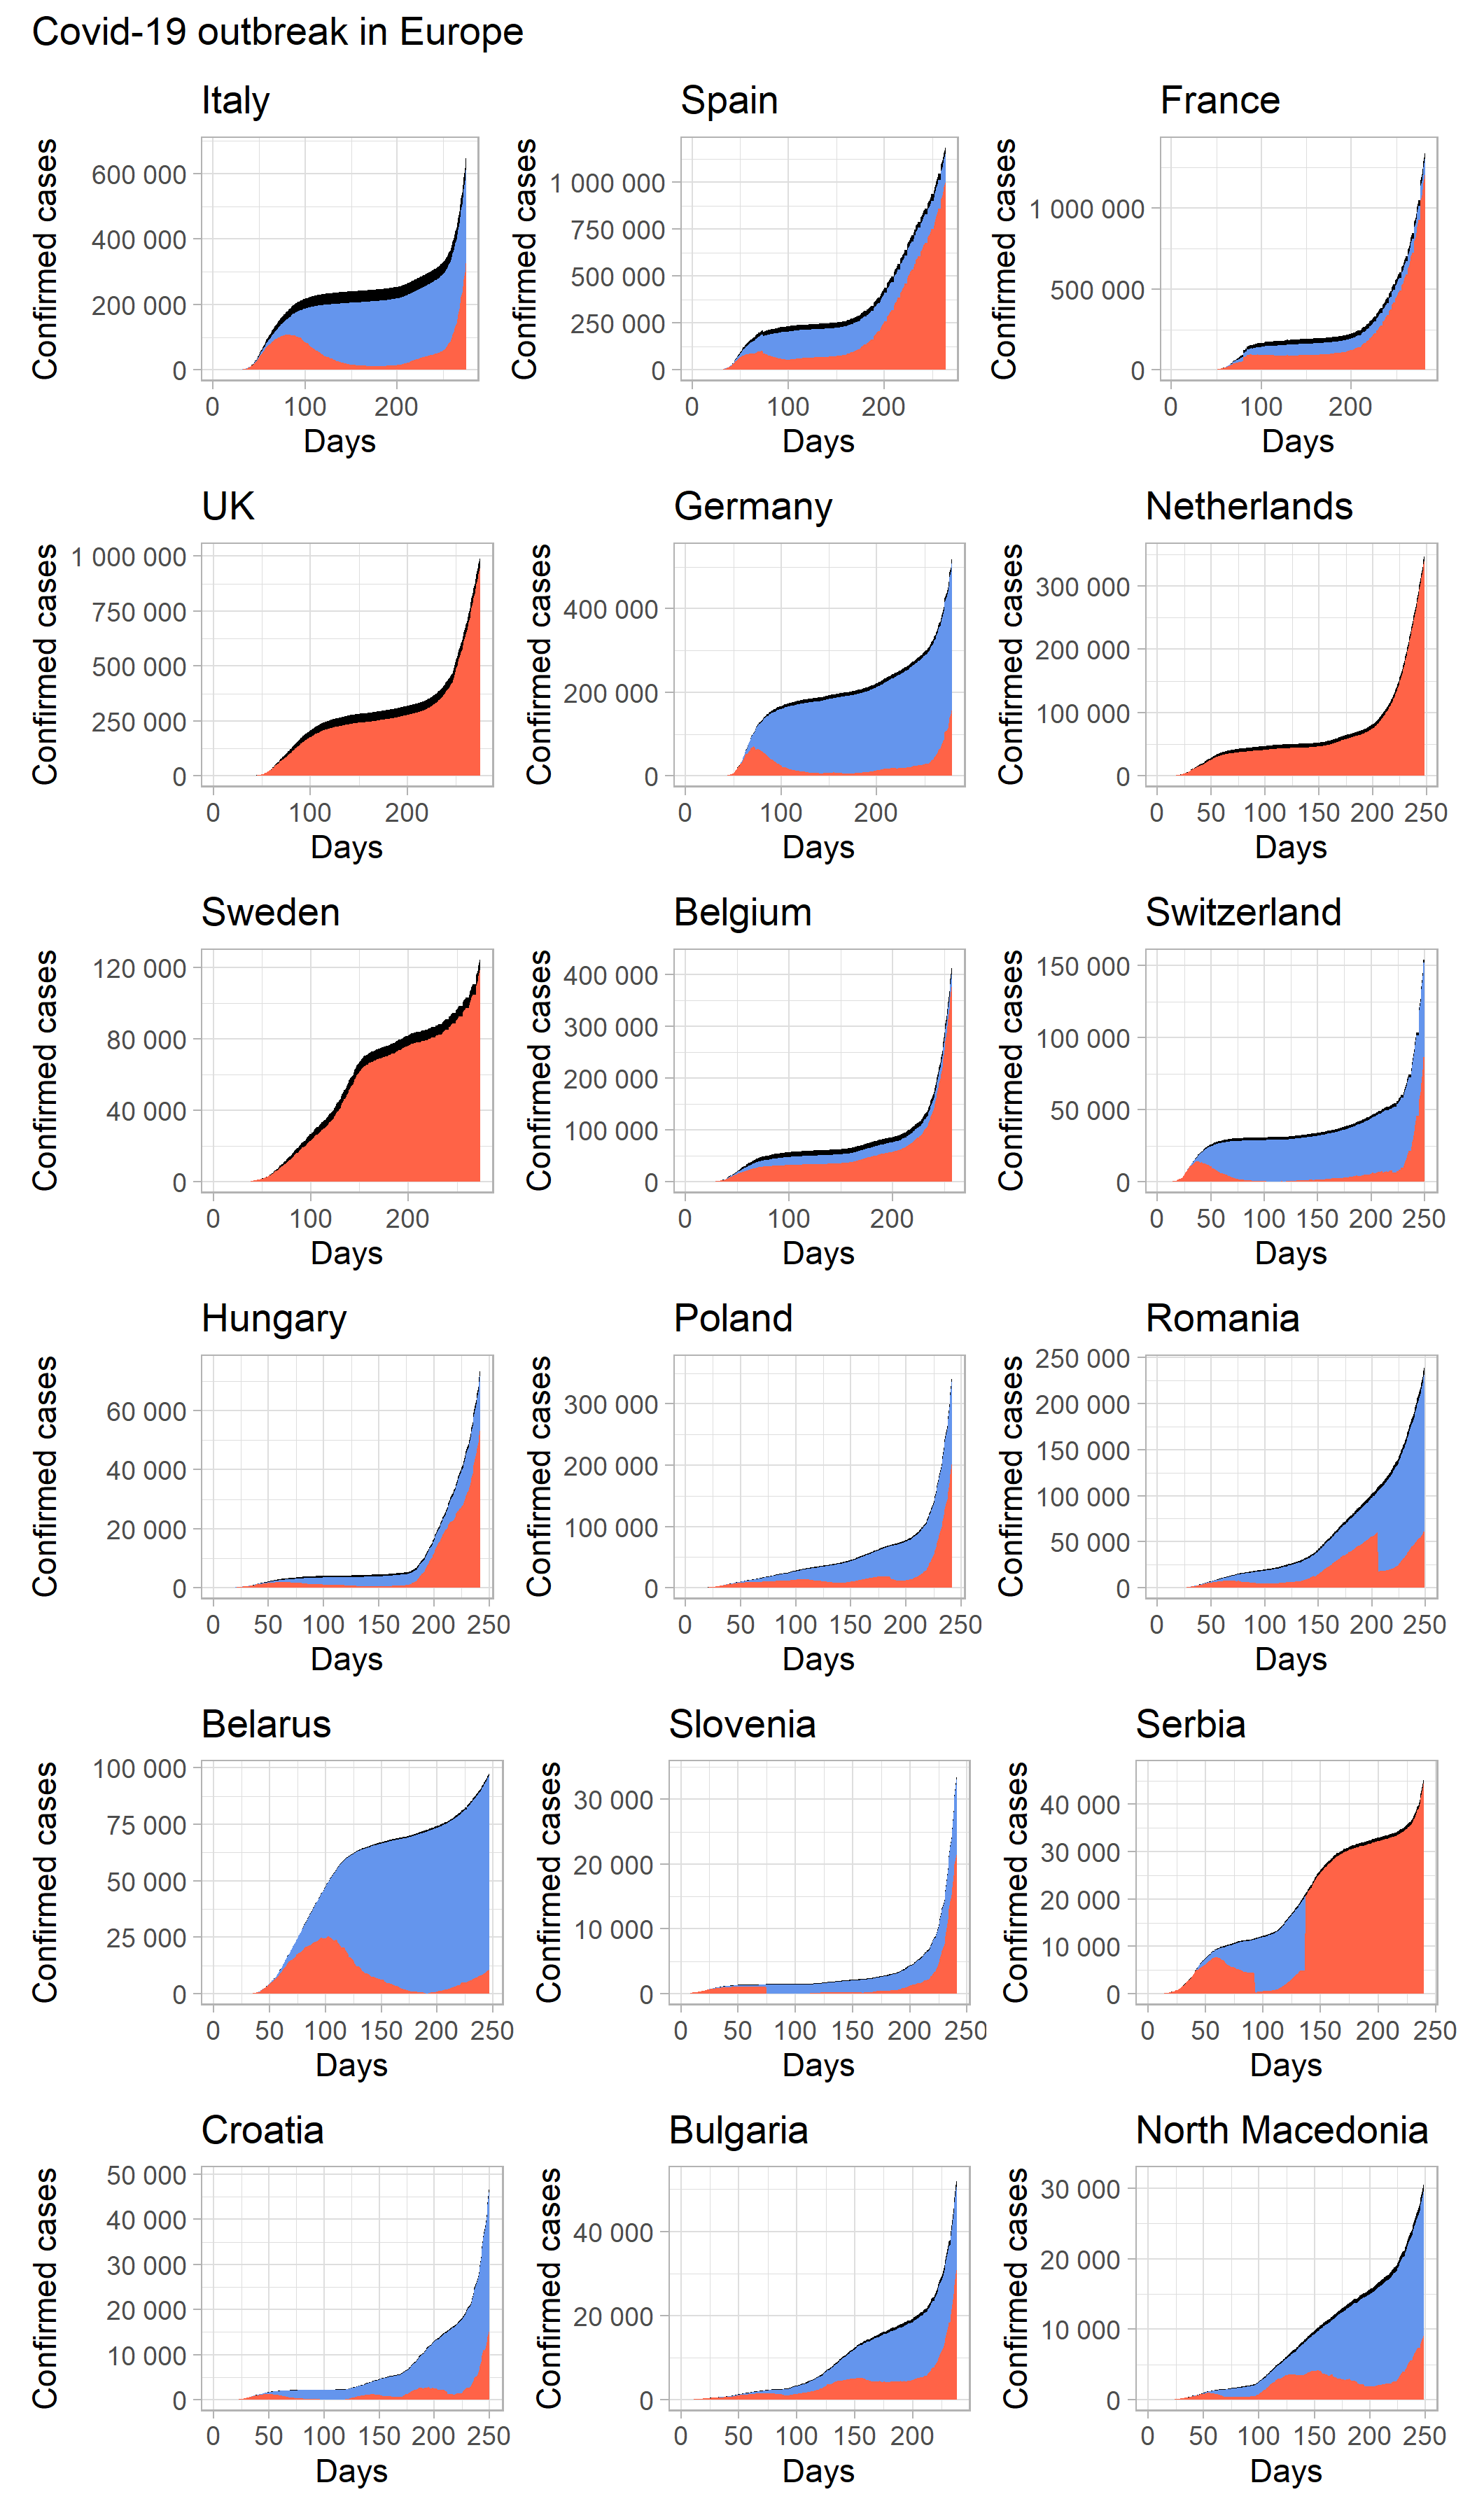 Covid-19 outbreak in Europe
Italy
Confirmed cases
600 000
400 000
200 000
0
0 100 200
Days
Spain
Confirmed cases
1 000 000
750 000
500 000
250 000
0
0 100 200
Days
France
Confirmed cases
1 000 000
500 000
0
0 100 200
Days
UK
Confirmed cases
1 000 000
750 000
500 000
250 000
0
0 100 200
Days
Germany
Confirmed cases
400 000
200 000
0
0 100 200
Days
Netherlands
Confirmed cases
300 000
200 000
100 000
0
0 50 100 150 200 250
Days
Sweden
Confirmed cases
120 000
80 000
40 000
0
0 100 200
Days
Belgium
Confirmed cases
400 000
300 000
200 000
100 000
0
0 100 200
Days
Switzerland
Confirmed cases
150 000
100 000
50 000
0
0 50 100 150 200 250
Days
Hungary
Confirmed cases
60 000
40 000
20 000
0
0 50 100 150 200 250
Days
Poland
Confirmed cases
300 000
200 000
100 000
0
0 50 100 150 200 250
Days
Romania
Confirmed cases
250 000
200 000
150 000
100 000
50 000
0
0 50 100 150 200 250
Days
Belarus
Confirmed cases
100 000
75 000
50 000
25 000
0
0 50 100 150 200 250
Days
Slovenia
Confirmed cases
30 000
20 000
10 000
0
0 50 100 150 200 250
Days
Serbia
Confirmed cases
40 000
30 000
20 000
10 000
0
0 50 100 150 200 250
Days
Croatia
Confirmed cases
50 000
40 000
30 000
20 000
10 000
0
0 50 100 150 200 250
Days
Bulgaria
Confirmed cases
40 000
20 000
0
0 50 100 150 200
Days
North Macedonia
Confirmed cases
30 000
20 000
10 000
0
0 50 100 150 200 250
Days